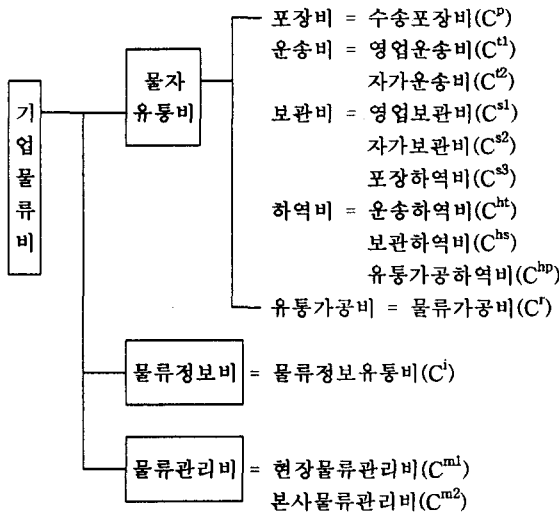 포장비 = 수송포장비(C^p)
운송비 = 영업운송비(C^t1)
물자
유통비
자가운송비(C^t2)
보관비 = 영업보관비(C^s1)
기업물류비
자가보관비(C^s2)
포장하역비(C^s3)
하역비 = 운송하역비(C^ht)
보관하역비(C^hs)
유통가공하역비(C^hp)
유통가공비 = 물류가공비(C^r)
물류정보비 = 물류정보유통비(C^i)
물류관리비 = 현장물류관리비(C^m1)
본사물류관리비(C^m2)